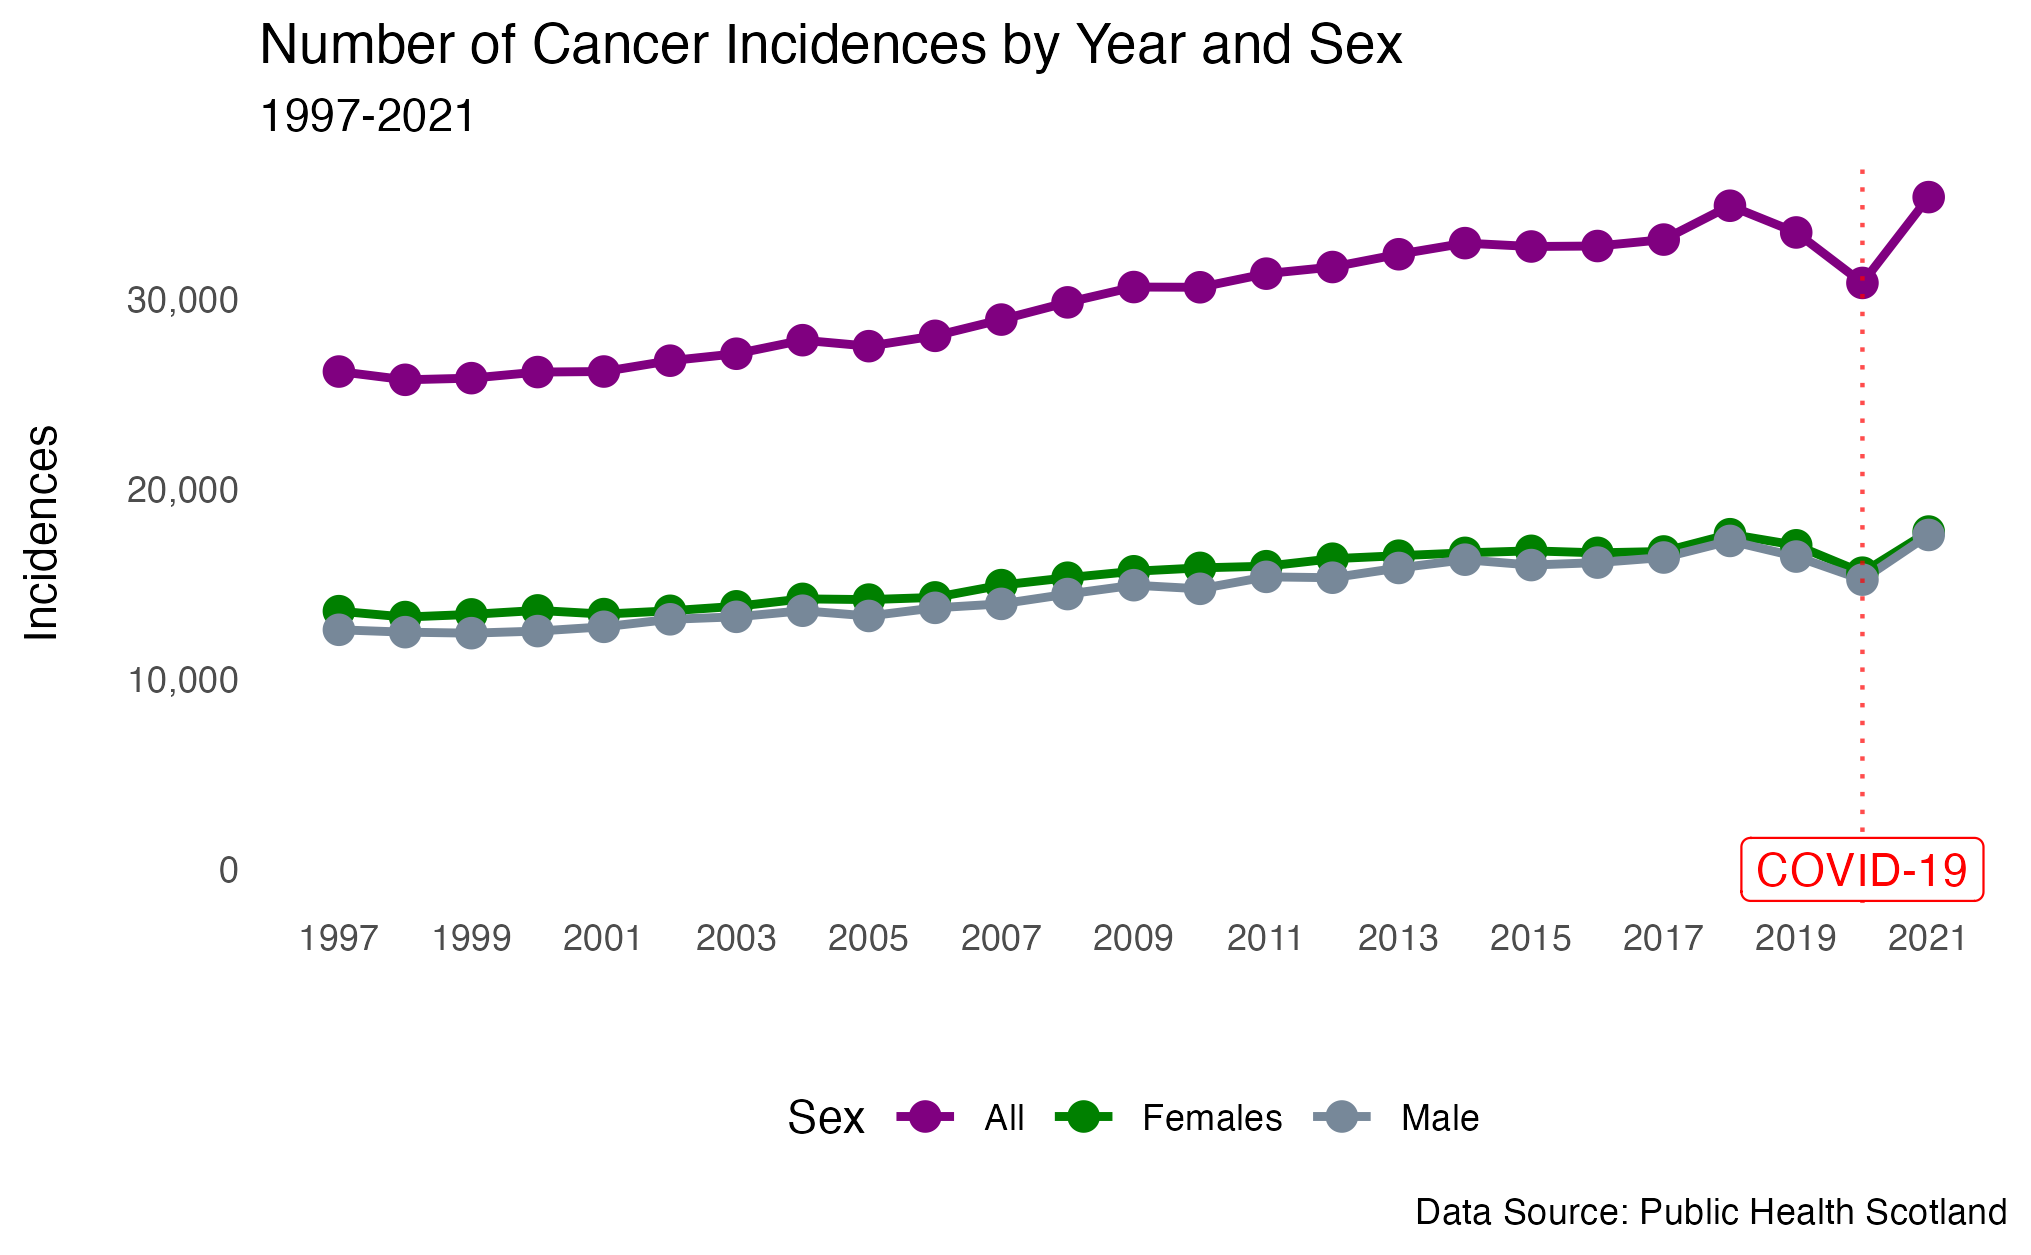 Number of Cancer Incidences by Year and Sex
1997-2021
Incidences
30,000
20,000
10,000
0
COVID-19
1997 1999 2001 2003 2005 2007 2009 2011 2013 2015 2017 2019 2021
Sex All Females Male
Data Source: Public Health Scotland